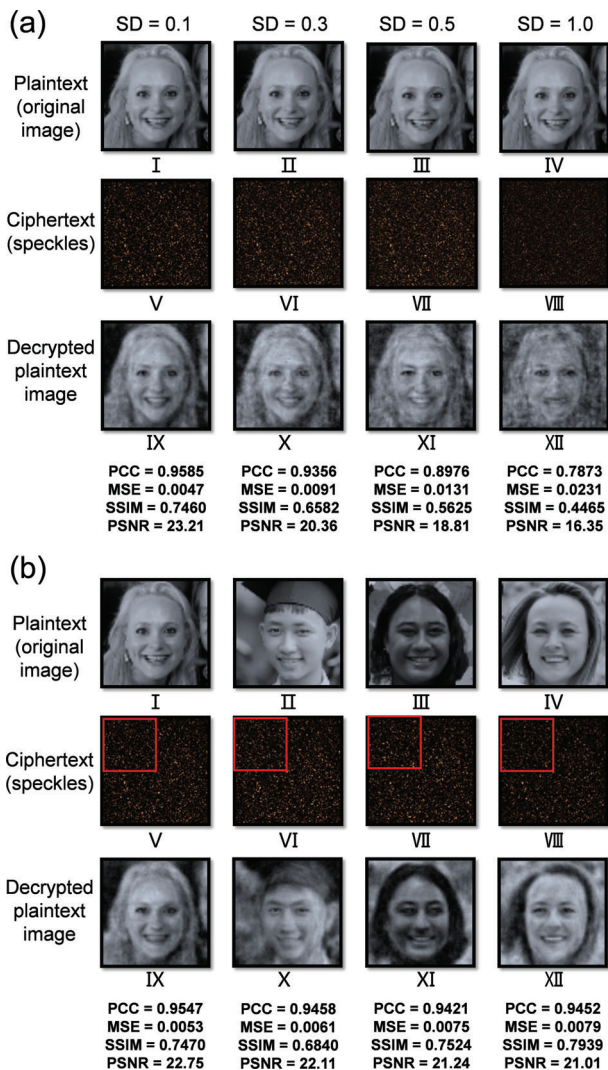 (a)
SD = 0.1 SD = 0.3 SD = 0.5 SD = 1.0
Plaintext
(original
image)
Ⅰ Ⅱ Ⅲ Ⅳ
Ciphertext
(speckles)
Ⅴ Ⅵ Ⅶ Ⅷ
Decrypted
plaintext
image
Ⅸ Ⅹ Ⅺ Ⅻ
PCC = 0.9585 PCC = 0.9356 PCC = 0.8976 PCC = 0.7873
MSE = 0.0047 MSE = 0.0091 MSE = 0.0131 MSE = 0.0231
SSIM = 0.7460 SSIM = 0.6582 SSIM = 0.5625 SSIM = 0.4465
PSNR = 23.21 PSNR = 20.36 PSNR = 18.81 PSNR = 16.35
(b)
Plaintext
(original
image)
Ⅰ Ⅱ Ⅲ Ⅳ
Ciphertext
(speckles)
Ⅴ Ⅵ Ⅶ Ⅷ
Decrypted
plaintext
image
Ⅸ Ⅹ Ⅺ Ⅻ
PCC = 0.9547 PCC = 0.9458 PCC = 0.9421 PCC = 0.9452
MSE = 0.0053 MSE = 0.0061 MSE = 0.0075 MSE = 0.0079
SSIM = 0.7470 SSIM = 0.6840 SSIM = 0.7524 SSIM = 0.7939
PSNR = 22.75 PSNR = 22.11 PSNR = 21.24 PSNR = 21.01